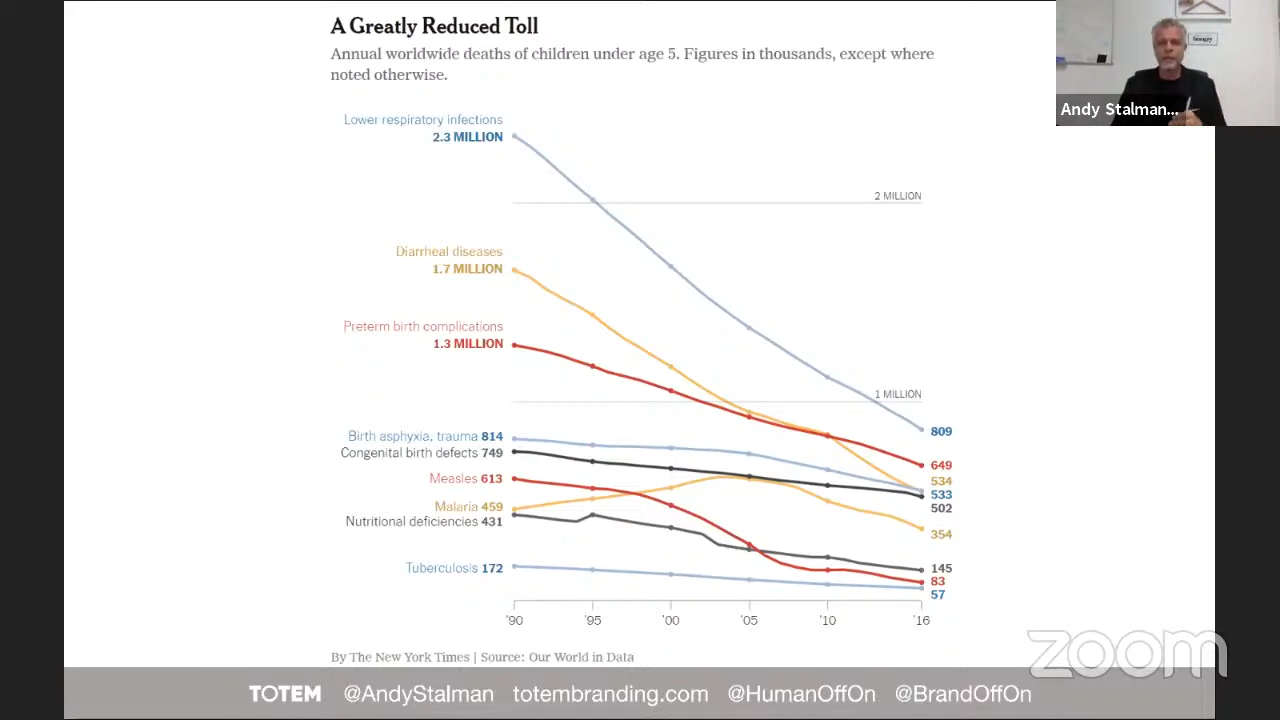 A Greatly Reduced Toll
Annual worldwide deaths of children under age 5. Figures in thousands, except where
noted otherwise.
Andy Stalman...
Lower respiratory infections
2.3 MILLION
2 MILLION
Diarrheal diseases
1.7 MILLION
Preterm birth complications
1.3 MILLION
1 MILLION
809
Birth asphyxia, trauma 814
Congenital birth defects 749
649
Measles 613
534
533
Malaria 459
502
Nutritional deficiencies 431
354
Tuberculosis 172
145
83
57
'90 '95 '00 '05 '10 '16
By The New York Times | Source: Our World in Data
zoom
TOTEM @AndyStalman totembranding.com @HumanOffOn @BrandOffOn